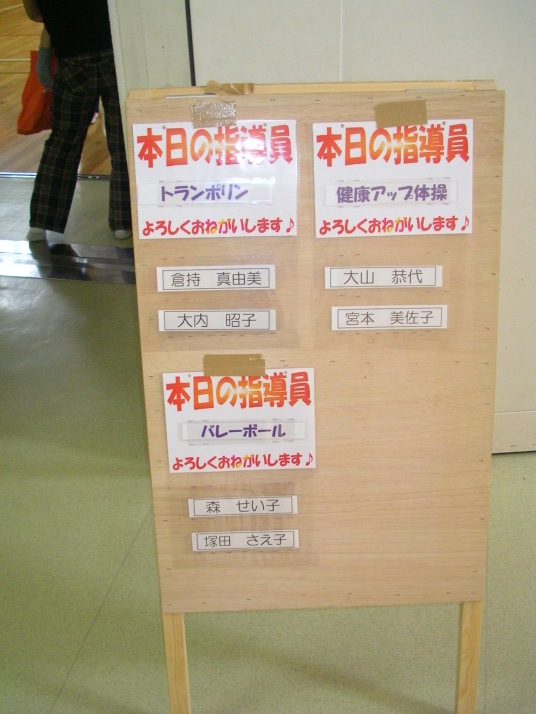 本日の指導員
トランポリン
よろしくおねがいします♪
倉持 真由美
大内 昭子
本日の指導員
健康アップ体操
よろしくおねがいします♪
大山 恭代
宮本 美佐子
本日の指導員
バレーボール
よろしくおねがいします♪
森 せい子
塚田 さえ子